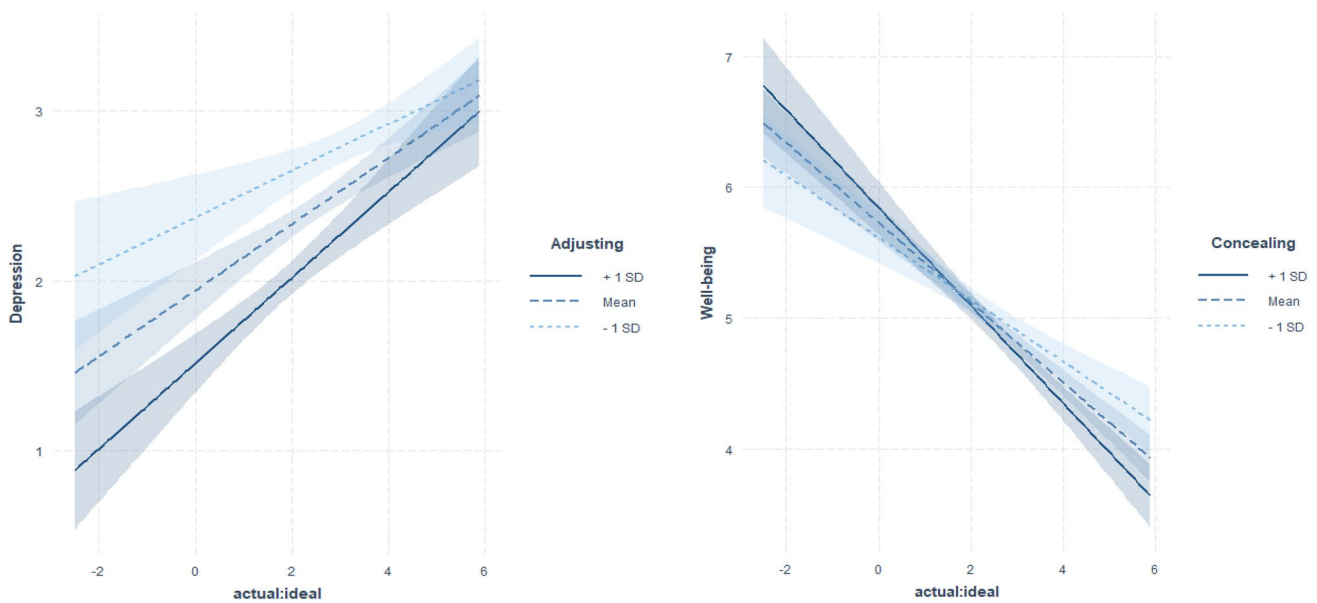 3
2
1
Depression
-2 0 2 4 6
actual:ideal
Adjusting
+ 1 SD
Mean
- 1 SD
7
6
5
4
Well-being
-2 0 2 4 6
actual:ideal
Concealing
+ 1 SD
Mean
- 1 SD